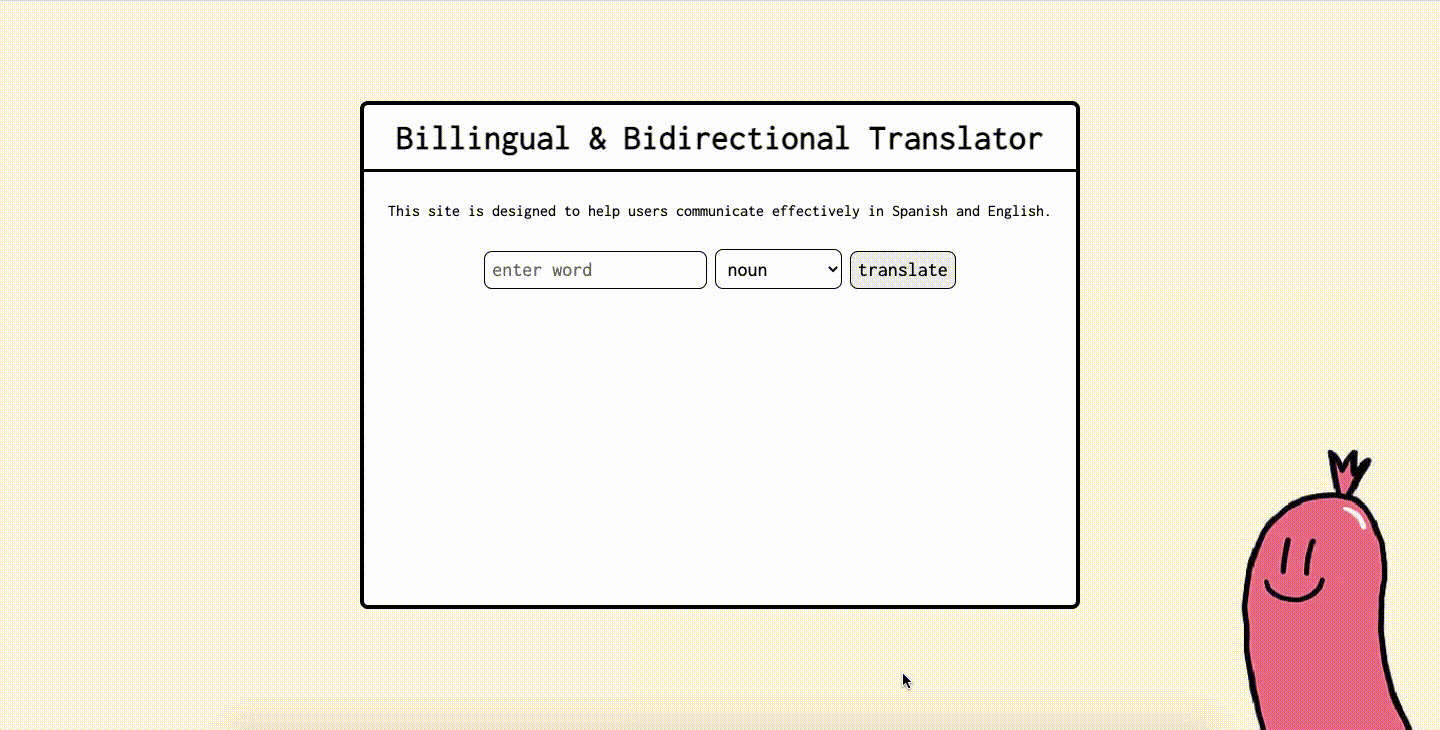 Billingual & Bidirectional Translator
This site is designed to help users communicate effectively in Spanish and English.
enter word noun translate